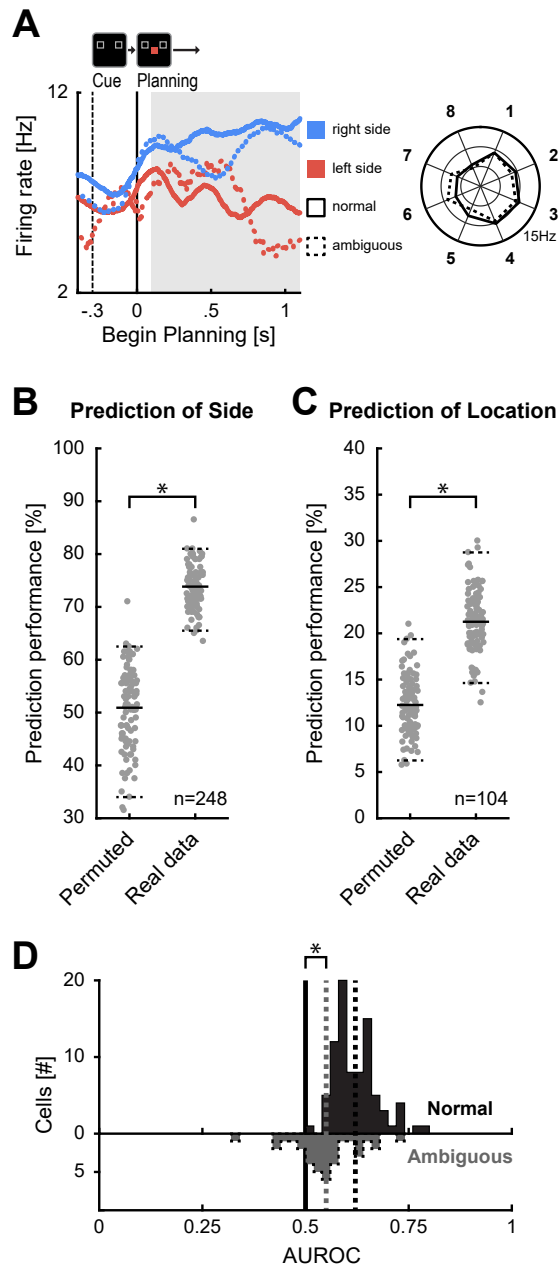 A
Cue Planning
12
Firing rate [Hz]
2
-.3 0 .5 1
Begin Planning [s]
right side
left side
normal
ambiguous
8 1
7 2
6 3
15Hz
5 4
B Prediction of Side
100
90
80
70
60
50
40
30
Prediction performance [%]
*
n=248
Permuted Real data
C Prediction of Location
40
35
30
25
20
15
10
5
0
Prediction performance [%]
*
n=104
Permuted Real data
D
*
20
10
0
5
Cells [#]
Normal
Ambiguous
0 0.25 0.5 0.75 1
AUROC